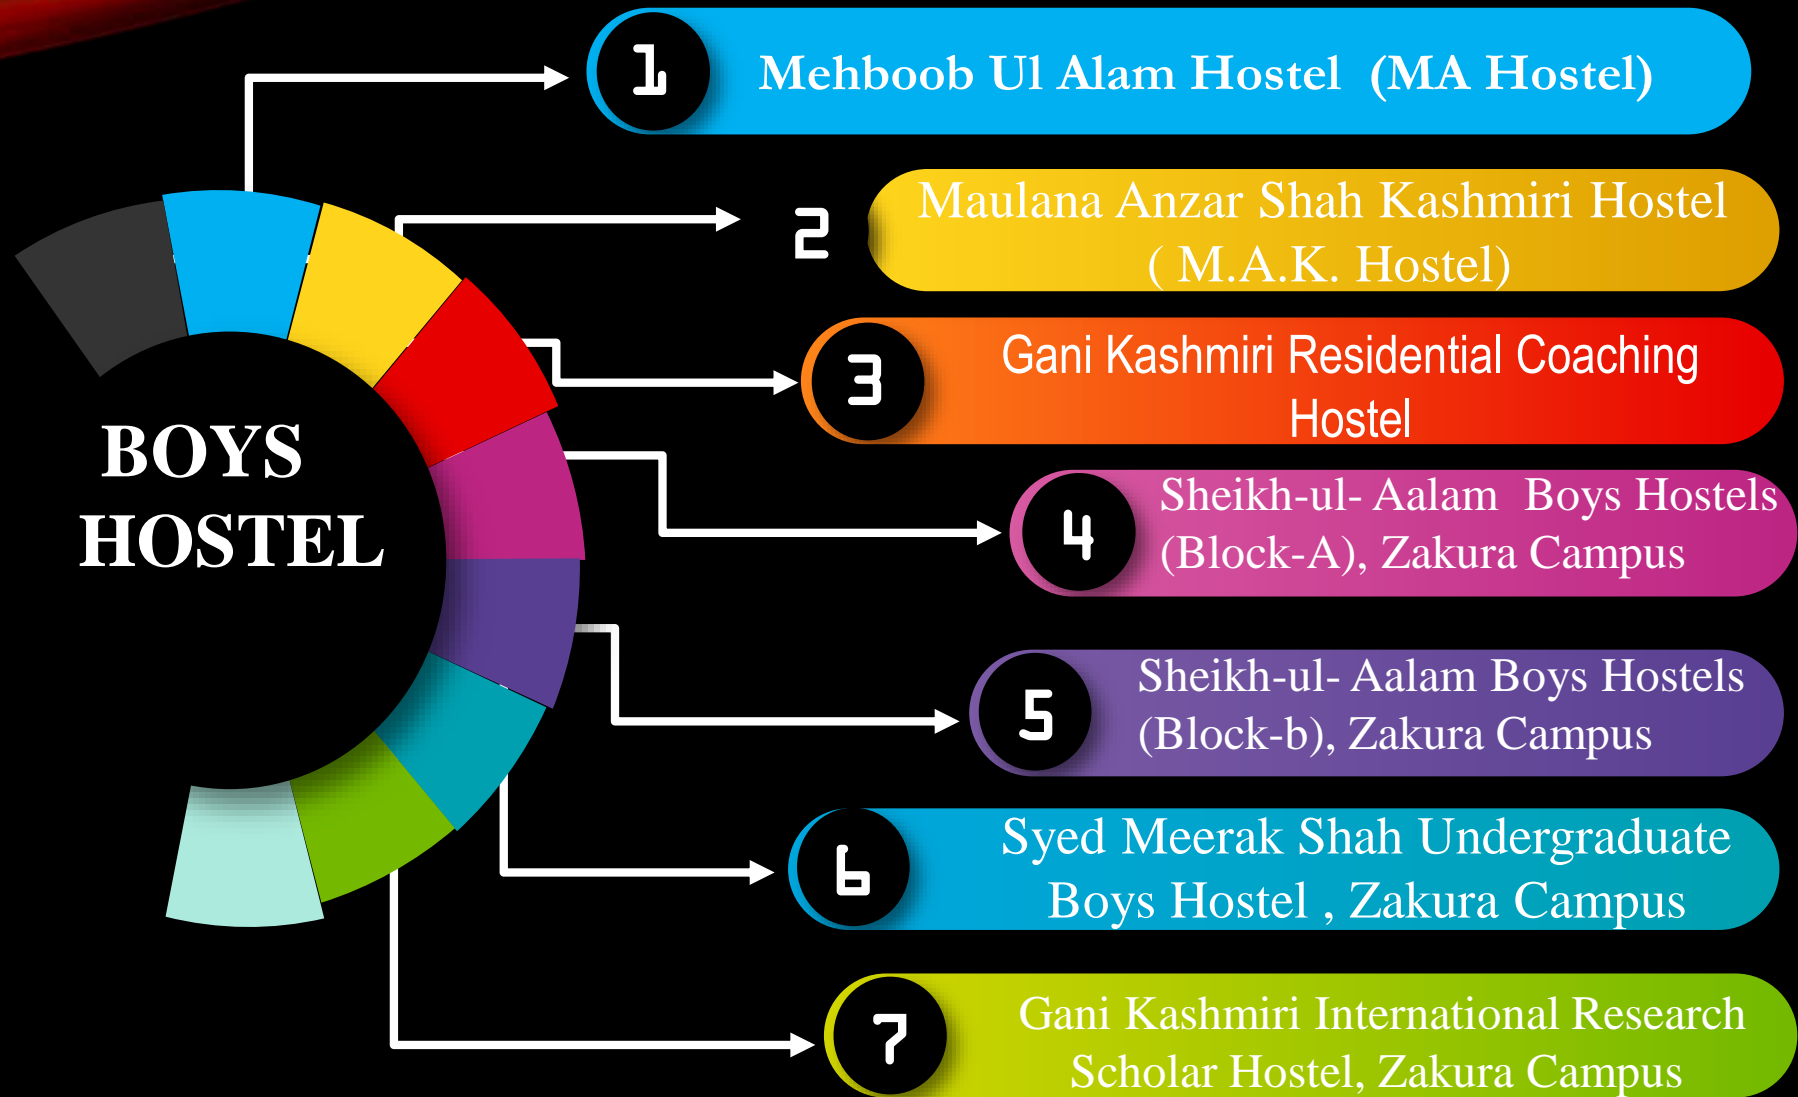 BOYS
HOSTEL
1
Mehboob Ul Alam Hostel (MA Hostel)
2
Maulana Anzar Shah Kashmiri Hostel
( M.A.K. Hostel)
3
Gani Kashmiri Residential Coaching
Hostel
4
Sheikh-ul- Aalam Boys Hostels
(Block-A), Zakura Campus
5
Sheikh-ul- Aalam Boys Hostels
(Block-b), Zakura Campus
6
Syed Meerak Shah Undergraduate
Boys Hostel , Zakura Campus
7
Gani Kashmiri International Research
Scholar Hostel, Zakura Campus